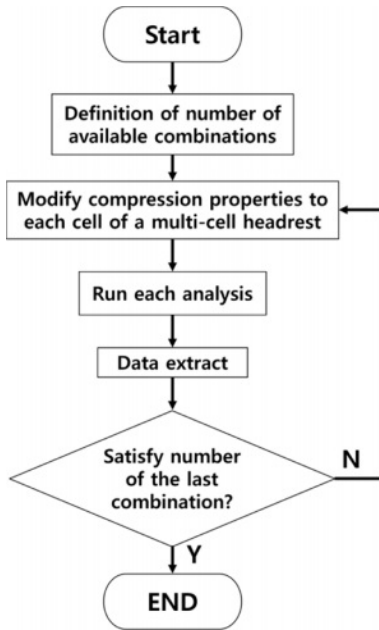 Start
Definition of number of
available combinations
Modify compression properties to
each cell of a multi-cell headrest
Run each analysis
Data extract
Satisfy number
of the last
combination?
N
Y
END